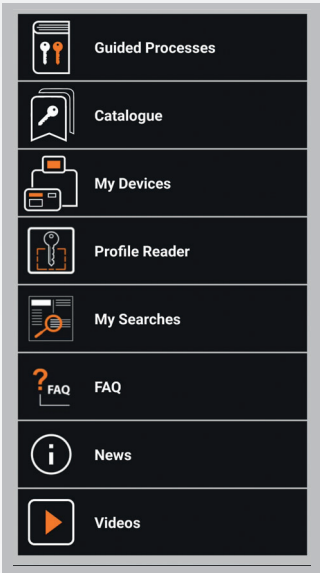 Guided Processes
Catalogue
My Devices
Profile Reader
My Searches
FAQ FAQ
News
Videos